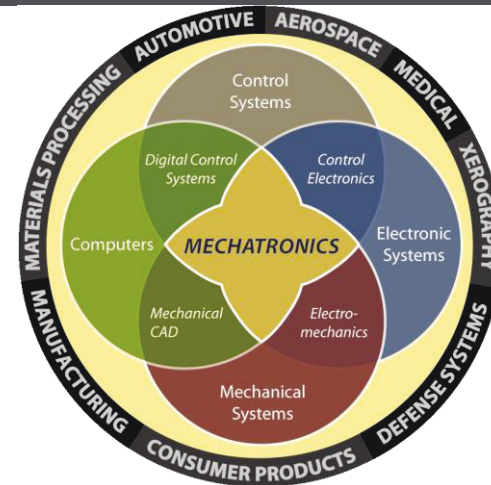 AUTOMOTIVE
AEROSPACE
MEDICAL
XEROGRAPHY
DEFENSE SYSTEMS
CONSUMER PRODUCTS
MANUFACTURING
MATERIALS PROCESSING
Control
Systems
Digital Control
Systems
Control
Electronics
Computers
MECHATRONICS
Electronic
Systems
Mechanical
CAD
Electro-
mechanics
Mechanical
Systems